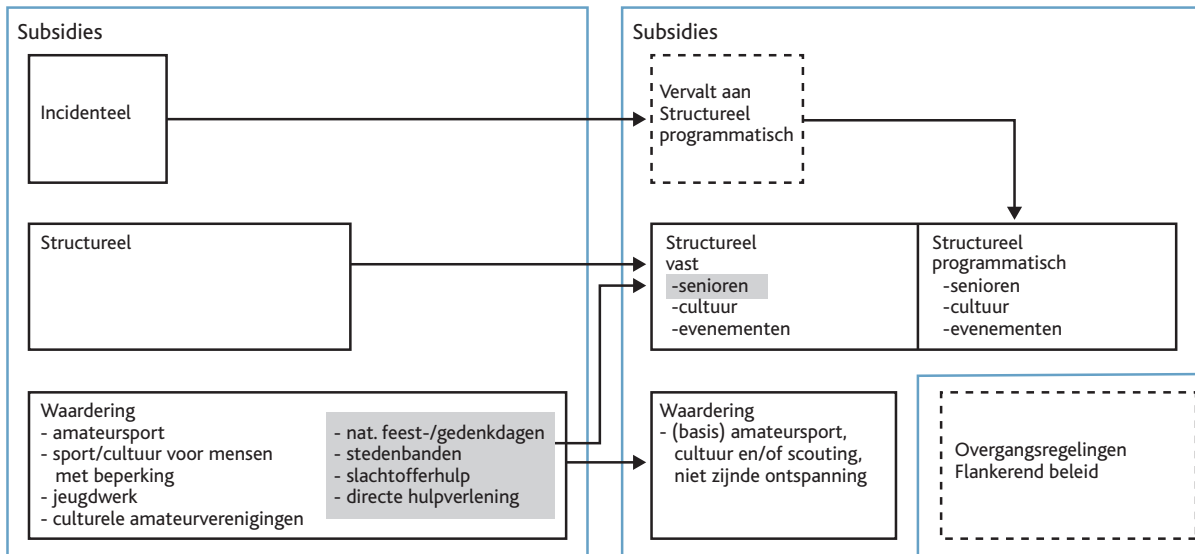 Subsidies
Incidenteel
Structureel
Waardering
- amateursport
- sport/cultuur voor mensen
met beperking
- jeugdwerk
- culturele amateurverenigingen
- nat. feest-/gedenkdagen
- stedenbanden
- slachtofferhulp
- directe hulpverlening
Subsidies
Vervalt aan
Structureel
programmatisch
Structureel
vast
-senioren
-cultuur
-evenementen
Structureel
programmatisch
-senioren
-cultuur
-evenementen
Waardering
- (basis) amateursport,
cultuur en/of scouting,
niet zijnde ontspanning
Overgangsregelingen
Flankerend beleid